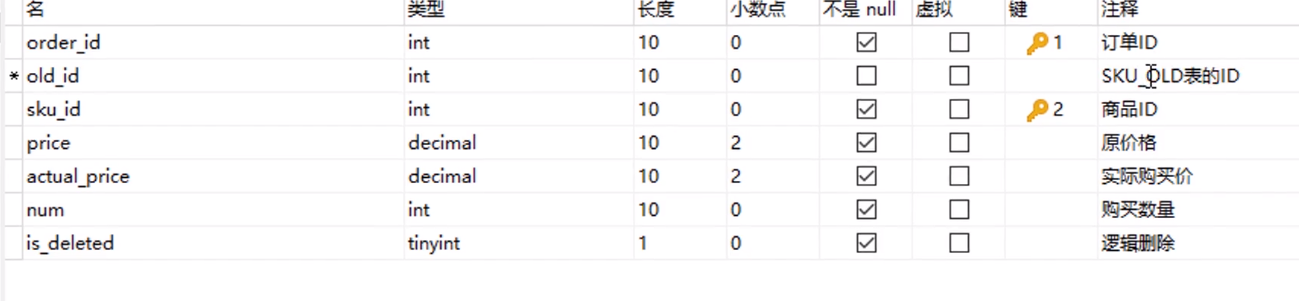 名 类型 长度 小数点 不是 null 虚拟 键 注释
order_id int 10 0 1 订单ID
* old_id int 10 0 SKU_OLD表的ID
sku_id int 10 0 2 商品ID
price decimal 10 2 原价格
actual_price decimal 10 2 实际购买价
num int 10 0 购买数量
is_deleted tinyint 1 0 逻辑删除